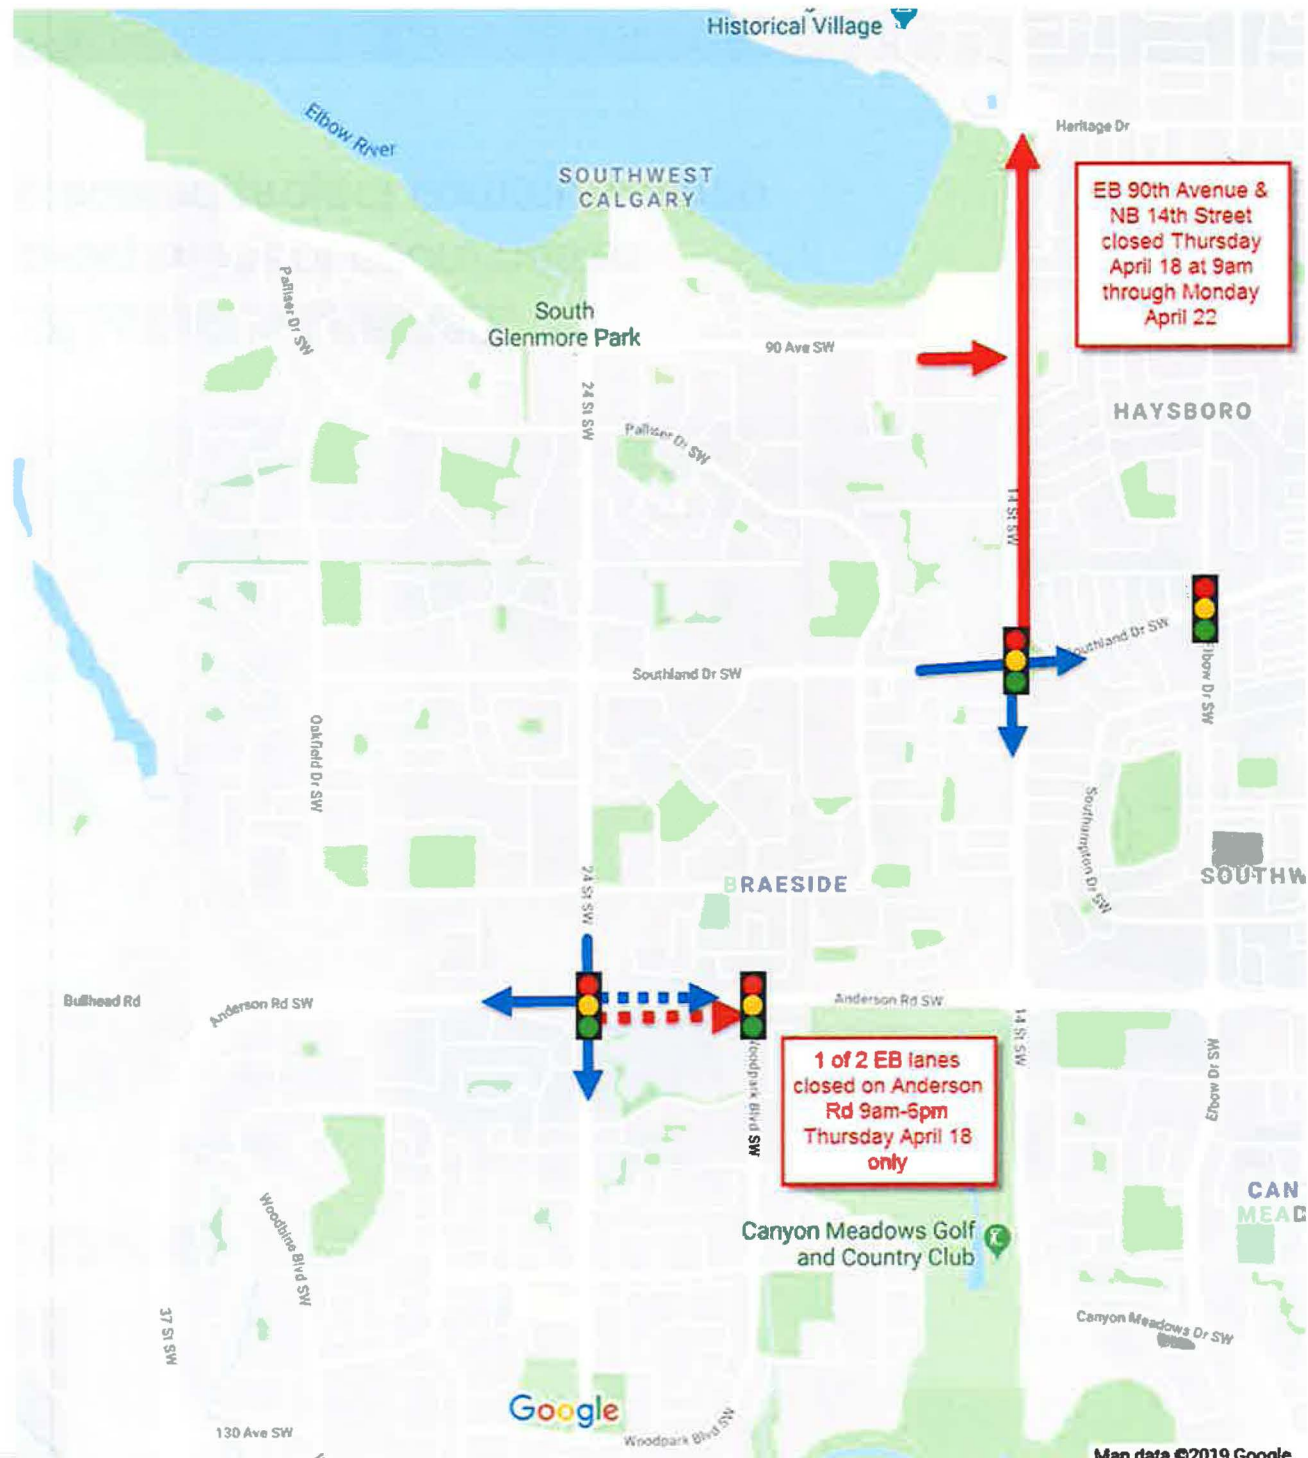 Historical Village
Elbow River
Heritage Dr
SOUTHWEST
CALGARY
EB 90th Avenue &
NB 14th Street
closed Thursday
April 18 at 9am
through Monday
April 22
Palliser Dr SW
South
Glenmore Park
90 Ave SW
24 St SW
HAYSBORO
Palliser Dr SW
14 St SW
Southland Dr SW
Southland Dr SW
Elbow Dr SW
Oakfield Dr SW
Southampton Dr SW
24 St SW
BRAESIDE
SOUTHW
Bullhead Rd
Anderson Rd SW
Anderson Rd SW
14 St SW
1 of 2 EB lanes
closed on Anderson
Rd 9am-6pm
Thursday April 18
only
Woodpark Blvd SW
Elbow Dr SW
CAN
MEAD
Woodbine Blvd SW
Canyon Meadows Golf
and Country Club
37 St SW
Canyon Meadows Dr SW
Google
130 Ave SW
Woodpark Blvd SW
Map data ©2019 Google